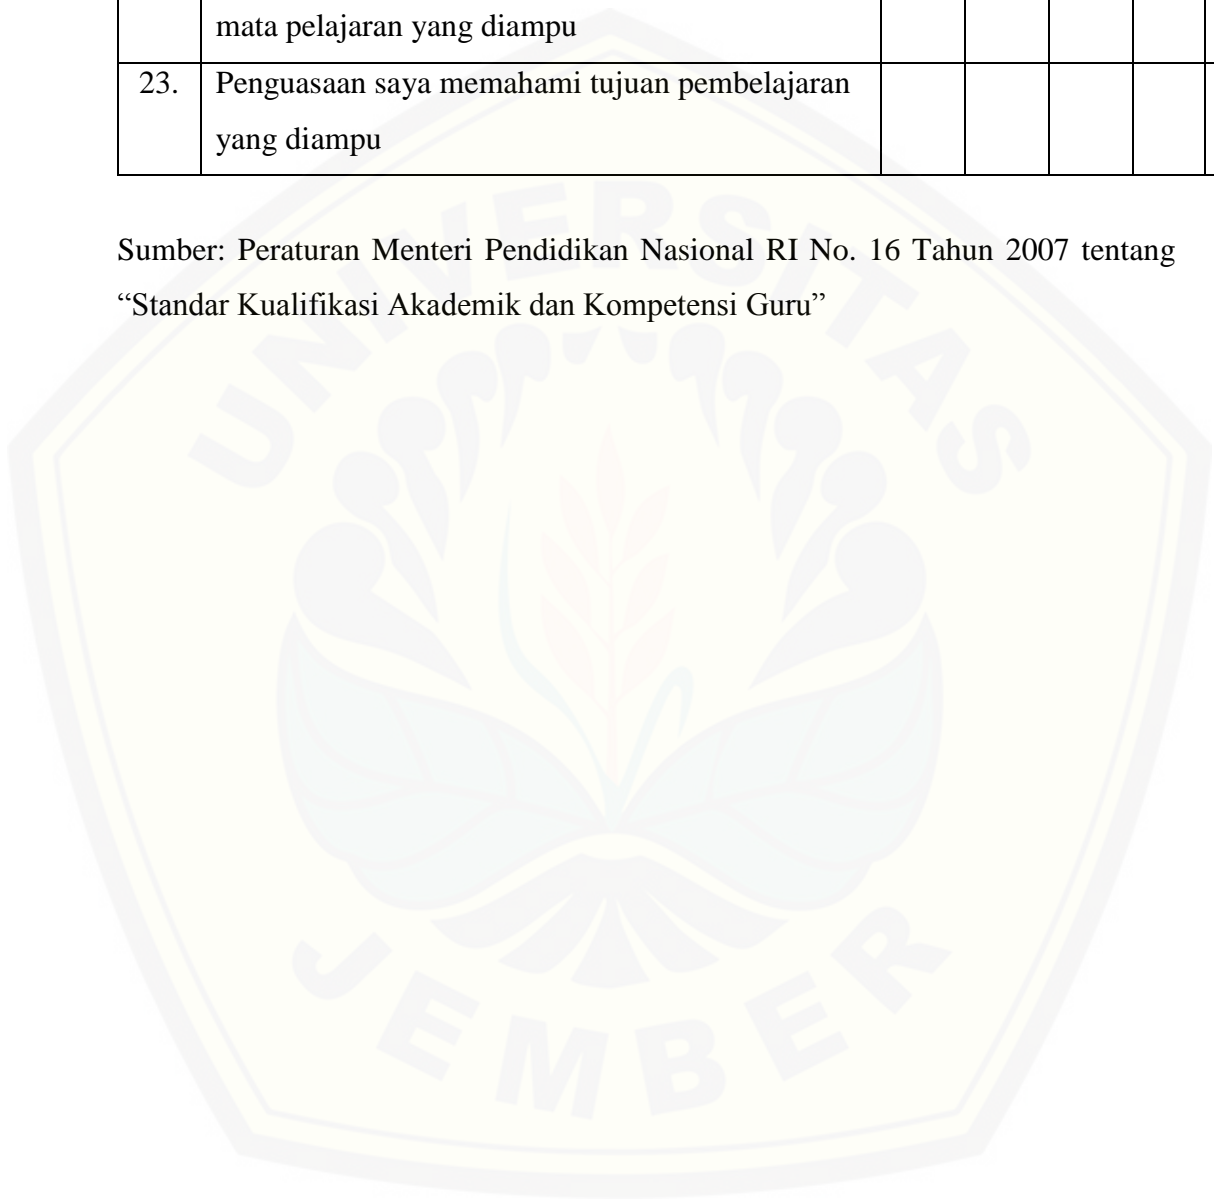 mata pelajaran yang diampu
23. Penguasaan saya memahami tujuan pembelajaran
yang diampu
Sumber: Peraturan Menteri Pendidikan Nasional RI No. 16 Tahun 2007 tentang
“Standar Kualifikasi Akademik dan Kompetensi Guru”
UNIVERSITAS
JEMBER